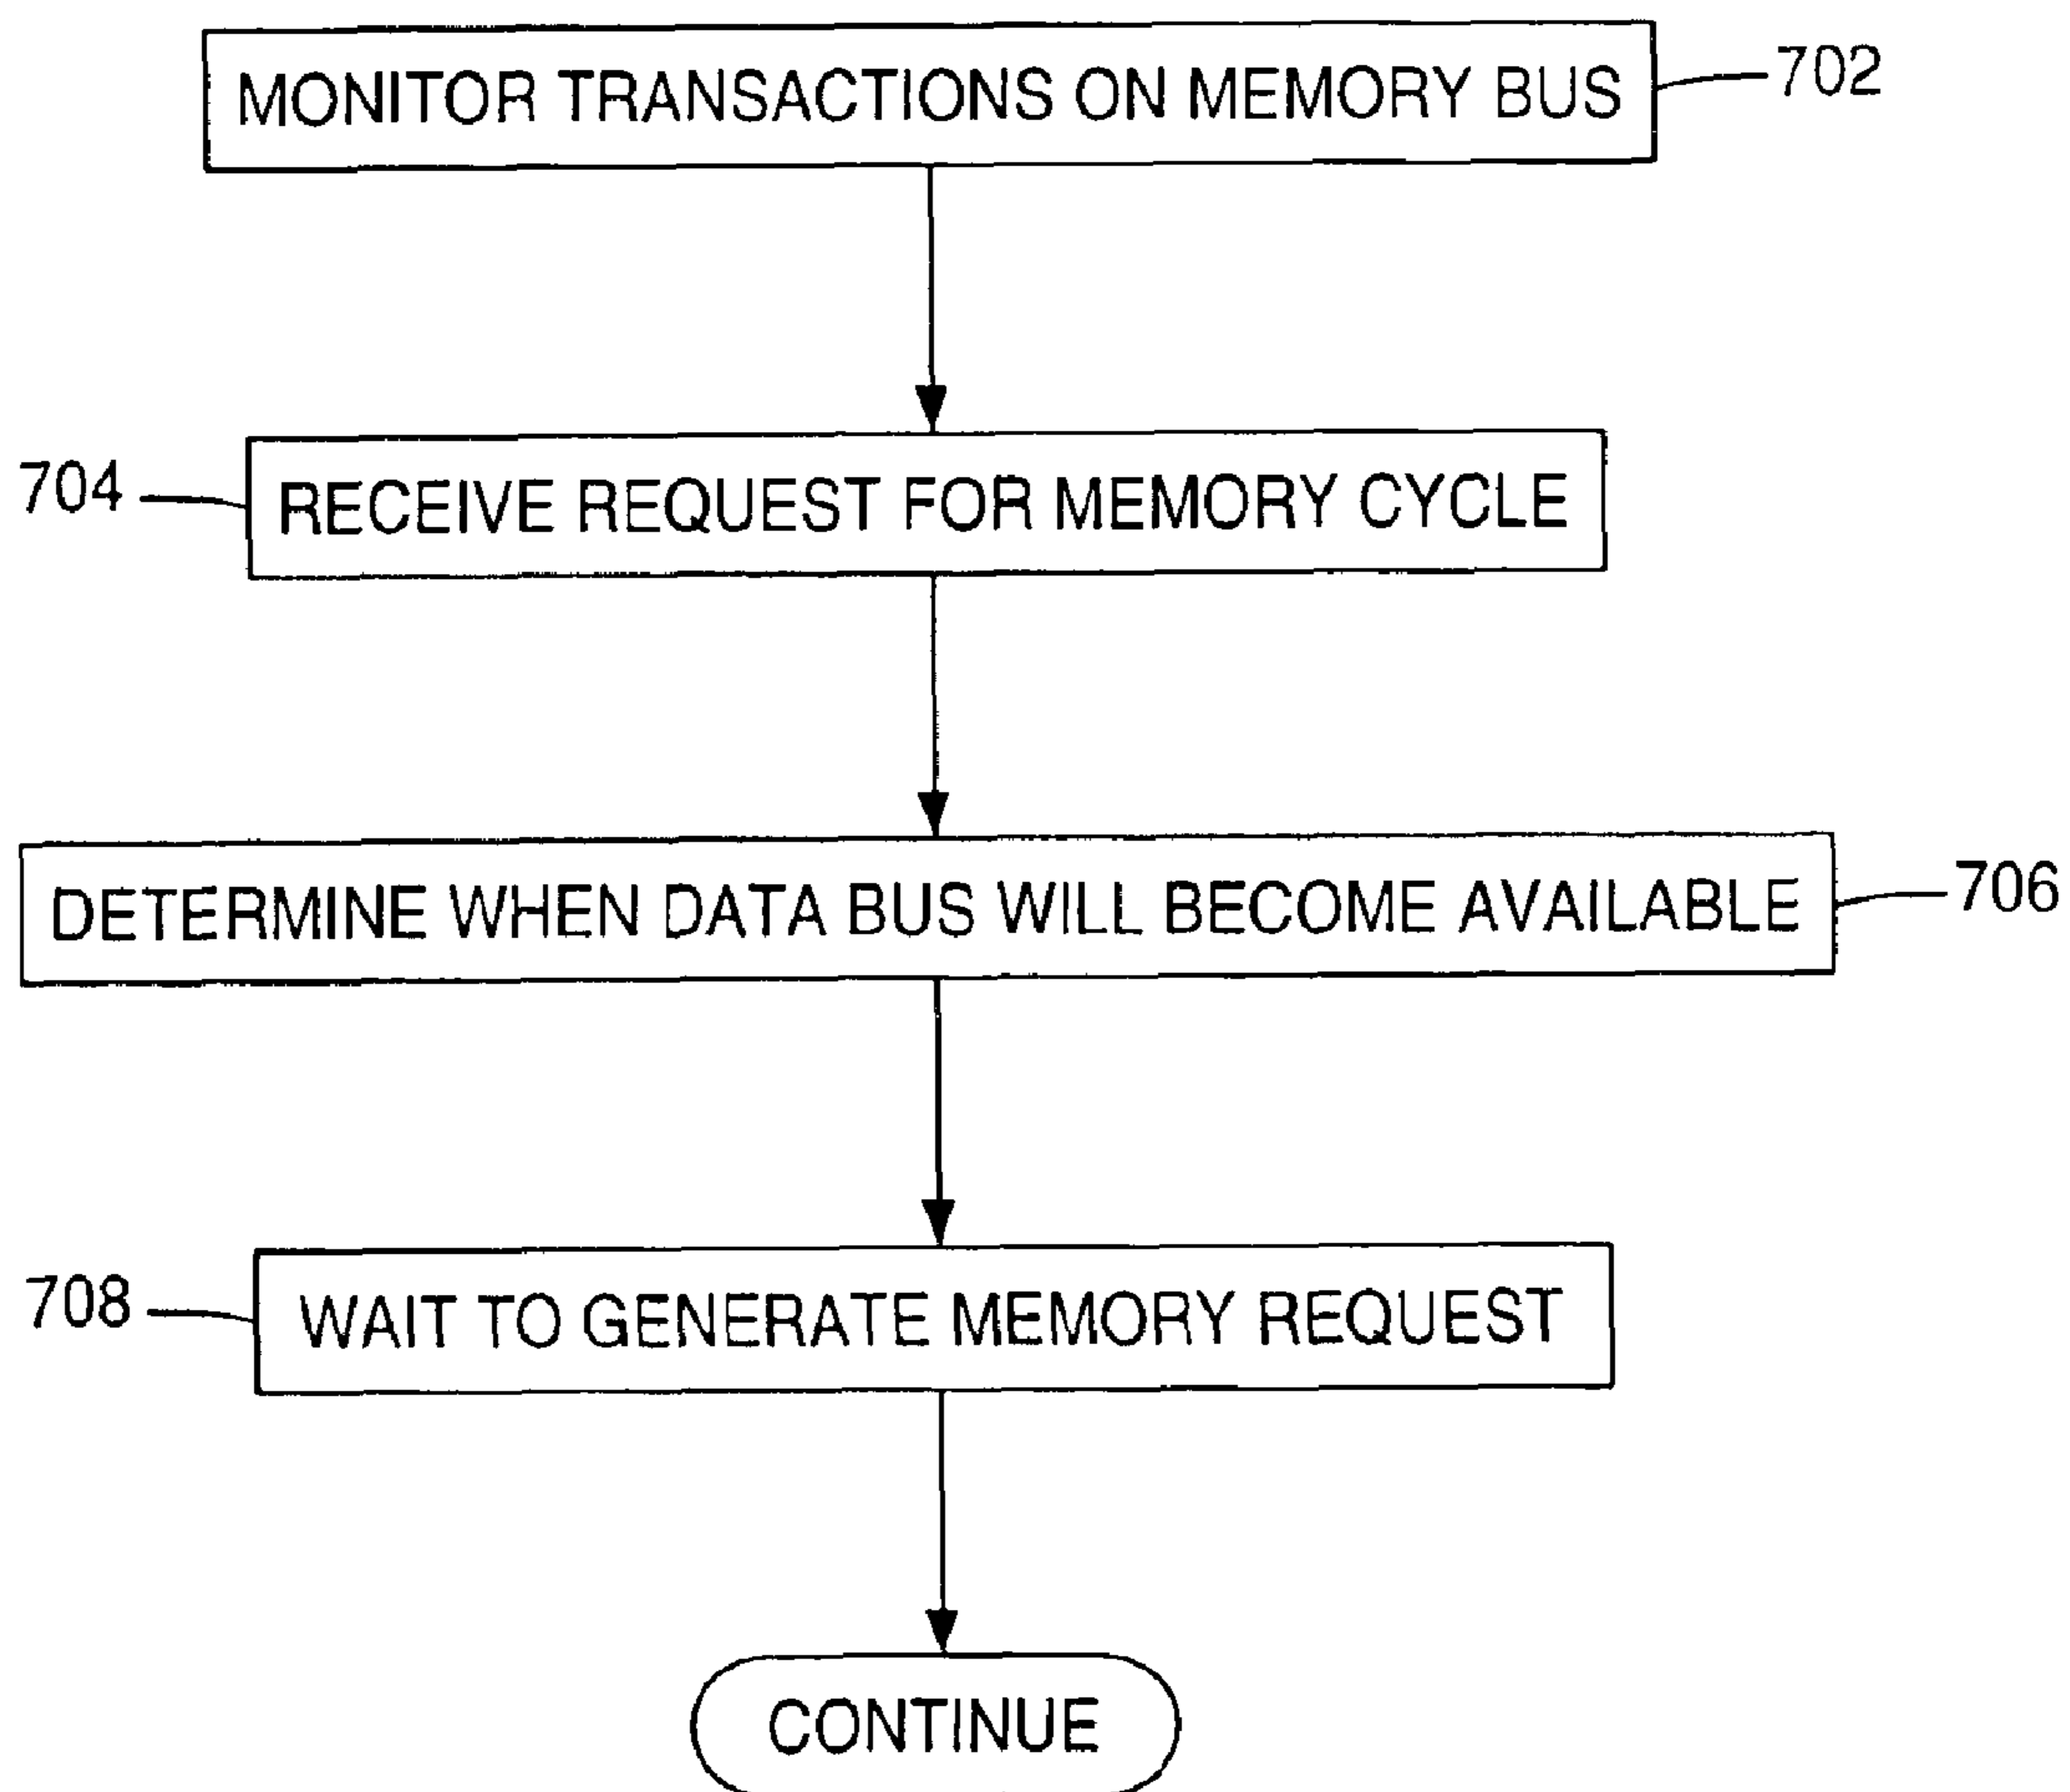 MONITOR TRANSACTIONS ON MEMORY BUS
702
704
RECEIVE REQUEST FOR MEMORY CYCLE
DETERMINE WHEN DATA BUS WILL BECOME AVAILABLE
706
708
WAIT TO GENERATE MEMORY REQUEST
CONTINUE